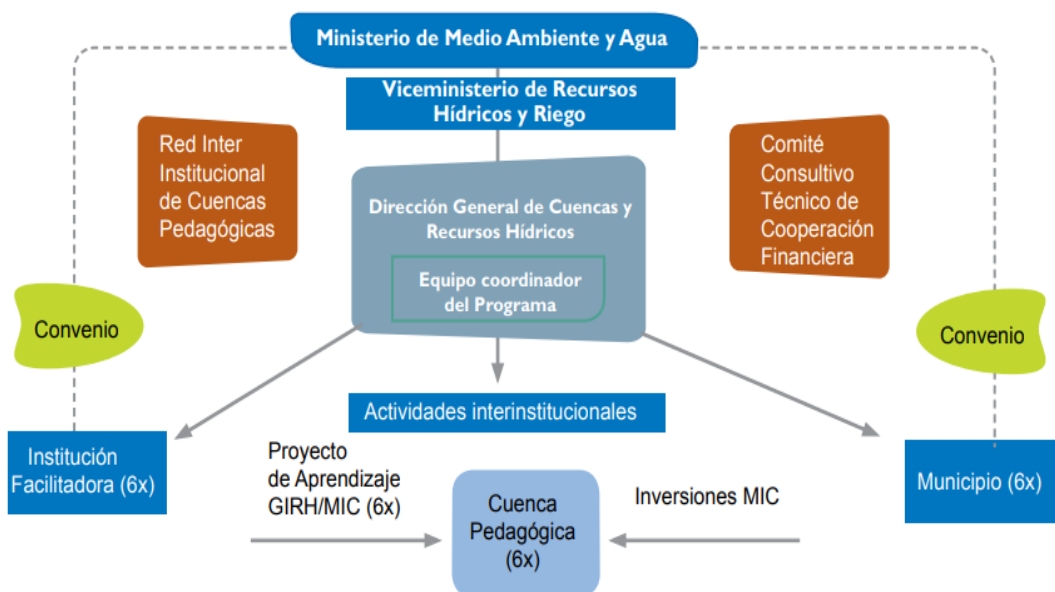 Ministerio de Medio Ambiente y Agua
Viceministerio de Recursos
Hídricos y Riego
Red Inter
Institucional
de Cuencas
Pedagógicas
Comité
Consultivo
Técnico de
Cooperación
Financiera
Dirección General de Cuencas y
Recursos Hídricos
Equipo coordinador
del Programa
Convenio
Convenio
Actividades interinstitucionales
Institución
Facilitadora (6x)
Proyecto
de Aprendizaje
GIRH/MIC (6x)
Cuenca
Pedagógica
(6x)
Inversiones MIC
Municipio (6x)